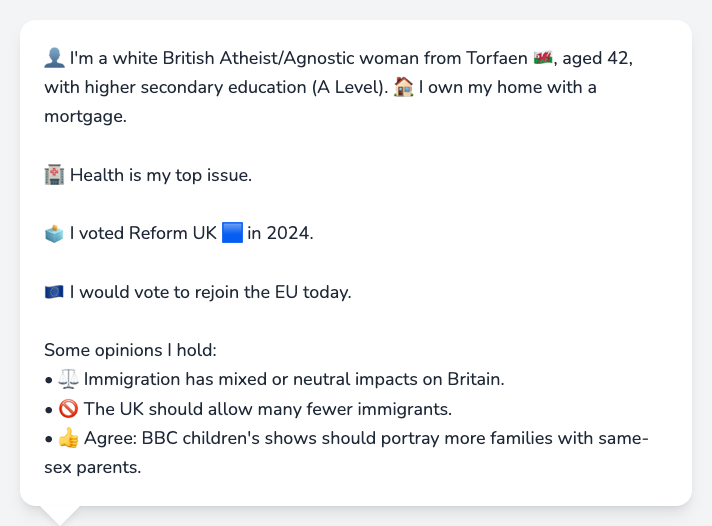 👤 I'm a white British Atheist/Agnostic woman from Torfaen 🏴󠁧󠁢󠁷󠁬󠁳󠁿, aged 42,
with higher secondary education (A Level). 🏠 I own my home with a
mortgage.
🏥 Health is my top issue.
🗳️ I voted Reform UK 🟦 in 2024.
🇪🇺 I would vote to rejoin the EU today.
Some opinions I hold:
• ⚖️ Immigration has mixed or neutral impacts on Britain.
• 🚫 The UK should allow many fewer immigrants.
• 👍 Agree: BBC children's shows should portray more families with same-
sex parents.